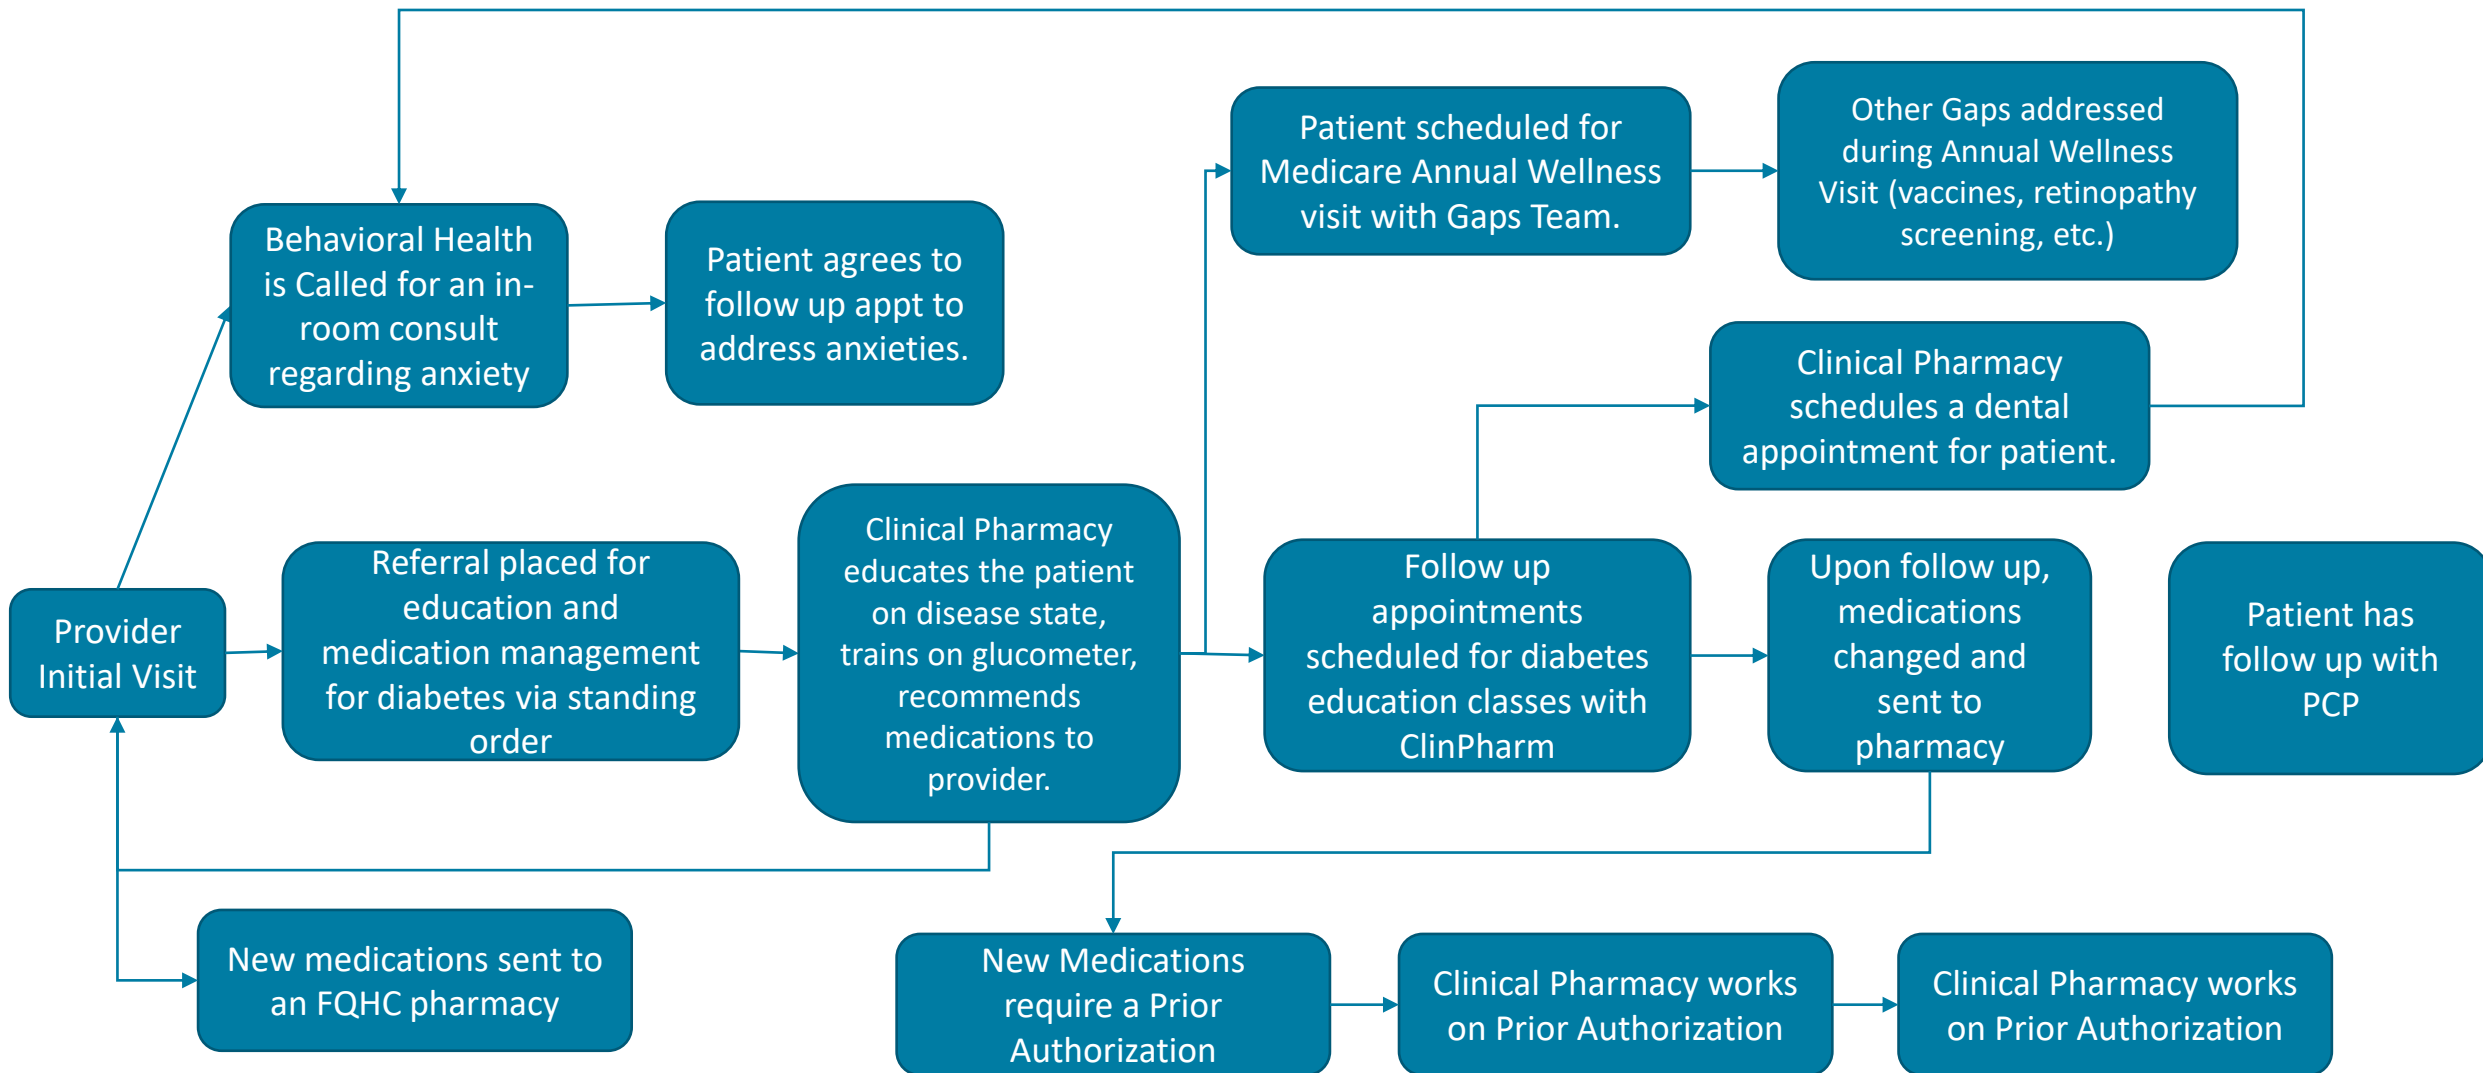 Behavioral Health
is Called for an in-
room consult
regarding anxiety
Patient agrees to
follow up appt to
address anxieties.
Patient scheduled for
Medicare Annual Wellness
visit with Gaps Team.
Other Gaps addressed
during Annual Wellness
Visit (vaccines, retinopathy
screening, etc.)
Clinical Pharmacy
schedules a dental
appointment for patient.
Provider
Initial Visit
Referral placed for
education and
medication management
for diabetes via standing
order
Clinical Pharmacy
educates the patient
on disease state,
trains on glucometer,
recommends
medications to
provider.
Follow up
appointments
scheduled for diabetes
education classes with
ClinPharm
Upon follow up,
medications
changed and
sent to
pharmacy
Patient has
follow up with
PCP
New medications sent to
an FQHC pharmacy
New Medications
require a Prior
Authorization
Clinical Pharmacy works
on Prior Authorization
Clinical Pharmacy works
on Prior Authorization